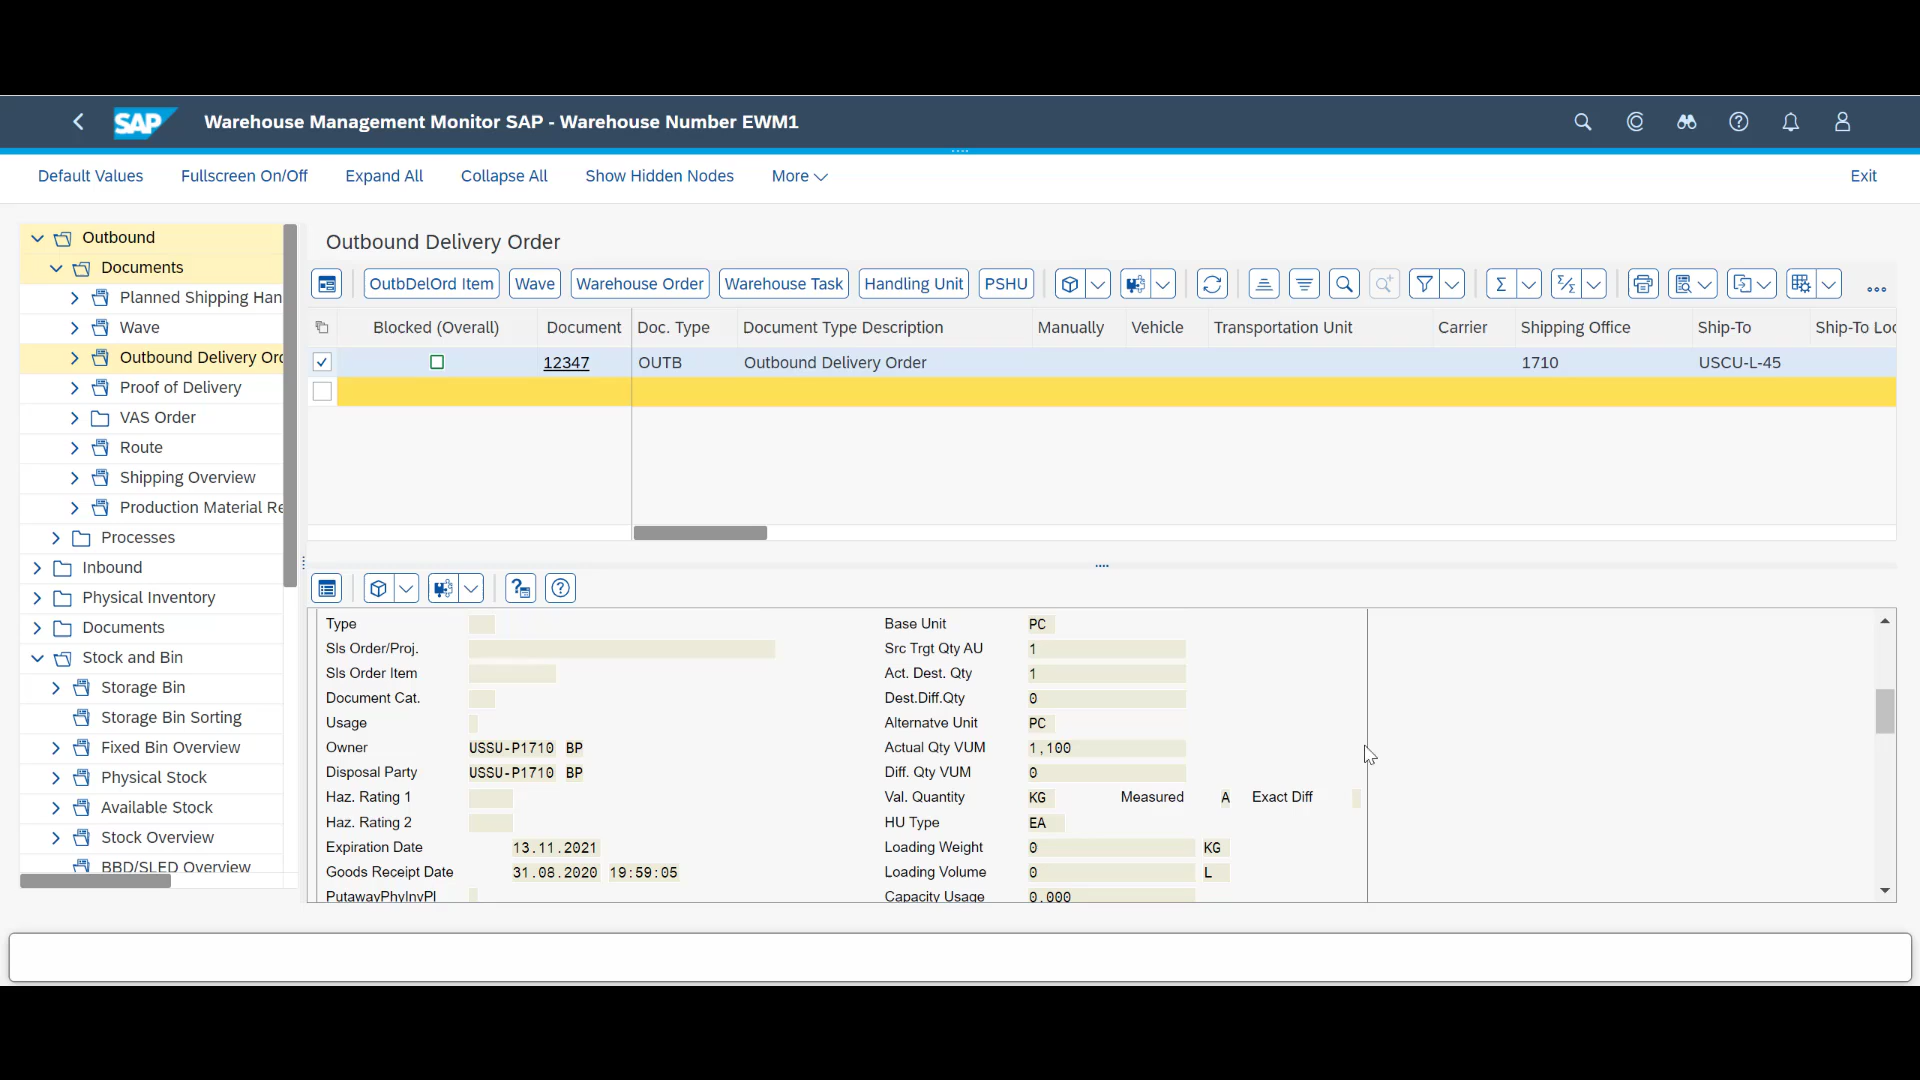 SAP Warehouse Management Monitor SAP - Warehouse Number EWM1
Default Values Fullscreen On/Off Expand All Collapse All Show Hidden Nodes More Exit
Outbound
Documents
Planned Shipping Han
Wave
Outbound Delivery Ord
Proof of Delivery
VAS Order
Route
Shipping Overview
Production Material Re
Processes
Inbound
Physical Inventory
Documents
Stock and Bin
Storage Bin
Storage Bin Sorting
Fixed Bin Overview
Physical Stock
Available Stock
Stock Overview
BBD/SLED Overview
Outbound Delivery Order
OutbDelOrd Item Wave Warehouse Order Warehouse Task Handling Unit PSHU
Blocked (Overall) Document Doc. Type Document Type Description Manually Vehicle Transportation Unit Carrier Shipping Office Ship-To Ship-To Loc
12347 OUTB Outbound Delivery Order 1710 USCU-L-45
Type Base Unit PC
Sls Order/Proj. Src Trgt Qty AU 1
Sls Order Item Act. Dest. Qty 1
Document Cat. Dest.Diff.Qty 0
Usage Alternatve Unit PC
Owner USSU-P1710 BP Actual Qty VUM 1,100
Disposal Party USSU-P1710 BP Diff. Qty VUM 0
Haz. Rating 1 Val. Quantity KG Measured A Exact Diff
Haz. Rating 2 HU Type EA
Expiration Date 13.11.2021 Loading Weight 0 KG
Goods Receipt Date 31.08.2020 19:59:05 Loading Volume 0 L
PutawayPhyInvPI Capacity Usage 0.000